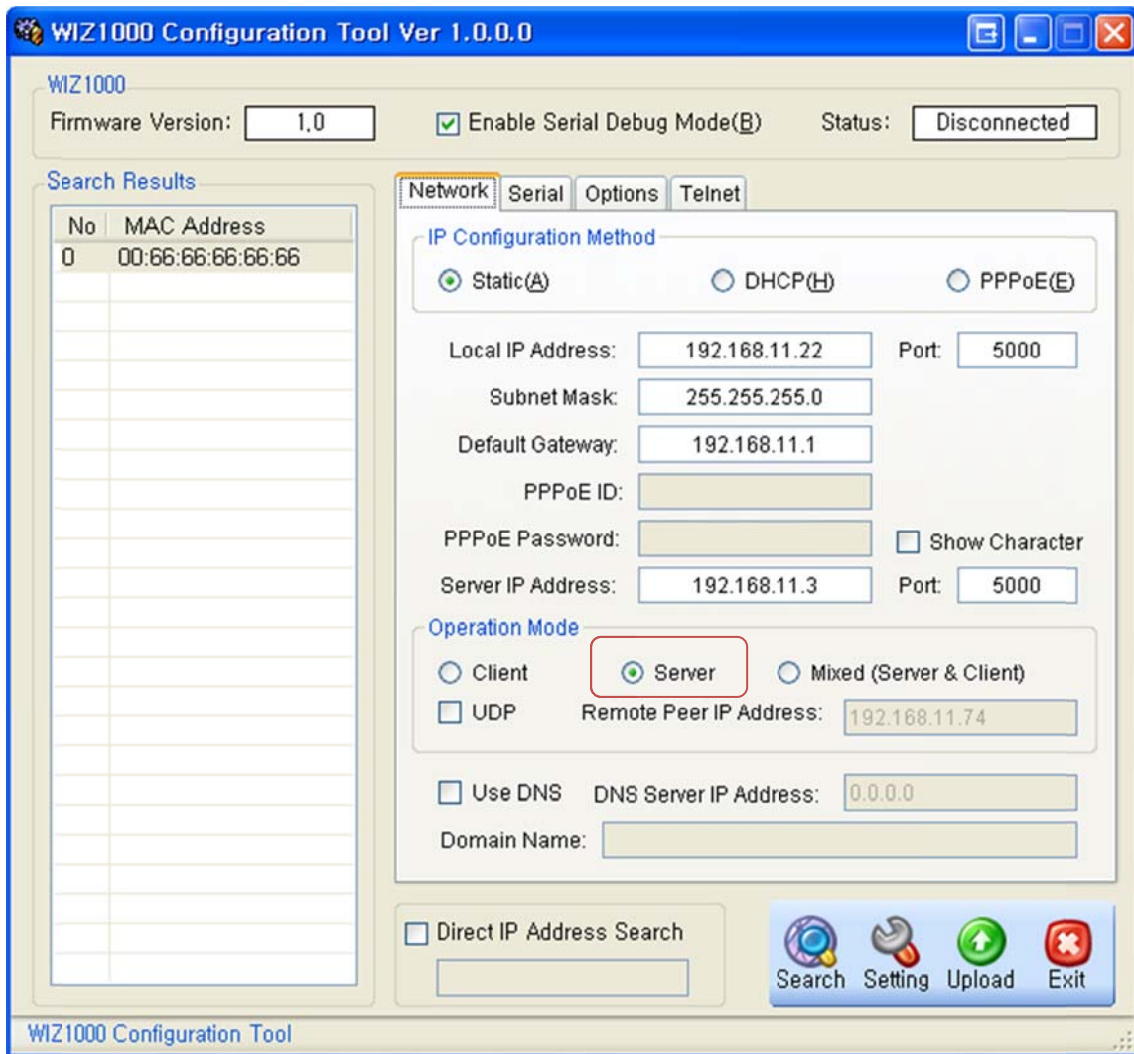 WIZ1000 Configuration Tool Ver 1.0.0.0
WIZ1000
Firmware Version: 1.0 Enable Serial Debug Mode(B) Status: Disconnected
Search Results
No MAC Address
0 00:66:66:66:66:66
Network Serial Options Telnet
IP Configuration Method
Static(A) DHCP(H) PPPoE(E)
Local IP Address: 192.168.11.22 Port: 5000
Subnet Mask: 255.255.255.0
Default Gateway: 192.168.11.1
PPPoE ID:
PPPoE Password: Show Character
Server IP Address: 192.168.11.3 Port: 5000
Operation Mode
Client Server Mixed (Server & Client)
UDP Remote Peer IP Address: 192.168.11.74
Use DNS DNS Server IP Address: 0.0.0.0
Domain Name:
Direct IP Address Search
Search Setting Upload Exit
WIZ1000 Configuration Tool